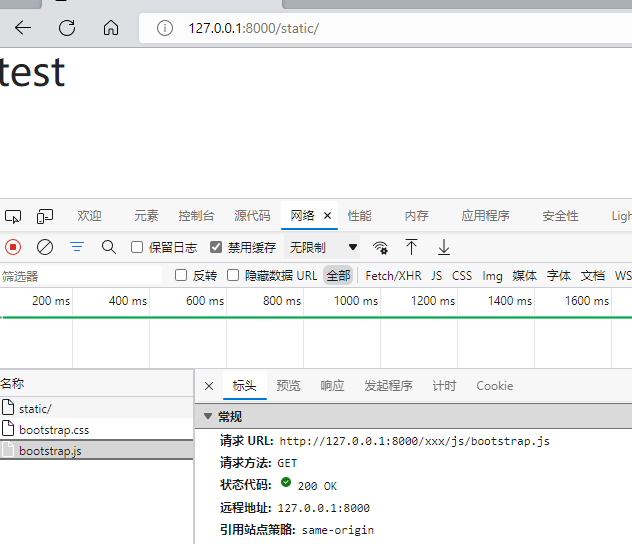 127.0.0.1:8000/static/
test
欢迎 元素 控制台 源代码 网络 × 性能 内存 应用程序 安全性 Ligh
保留日志 禁用缓存 无限制
筛选器 反转 隐藏数据 URL 全部 Fetch/XHR JS CSS Img 媒体 字体 文档 WS
200 ms 400 ms 600 ms 800 ms 1000 ms 1200 ms 1400 ms 1600 ms
名称 × 标头 预览 响应 发起程序 计时 Cookie
static/ 常规
bootstrap.css 请求 URL: http://127.0.0.1:8000/xxx/js/bootstrap.js
bootstrap.js 请求方法: GET
状态代码: 200 OK
远程地址: 127.0.0.1:8000
引用站点策略: same-origin